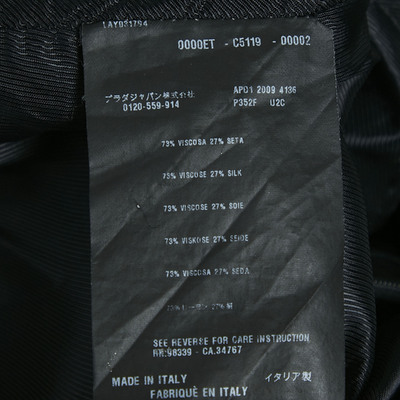 LAY031794
0000ET - C5119 - 00002
プラダジャパン株式会社
0120-559-914
AP01 2009 4136
P352F U2C
73% VISCOSA 27% SETA
73% VISCOSE 27% SILK
73% VISCOSE 27% SOIE
73% VISKOSE 27% SEIDE
73% VISCOSA 27% SEDA
27% 絹
SEE REVERSE FOR CARE INSTRUCTION
RN:98339 - CA.34767
MADE IN ITALY イタリア製
FABRIQUÉ EN ITALY